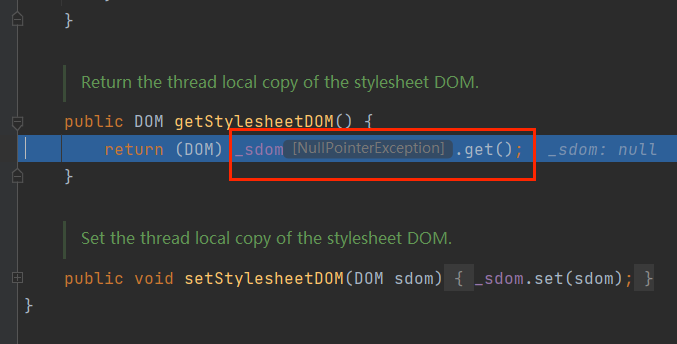 }
Return the thread local copy of the stylesheet DOM.
public DOM getStylesheetDOM() {
return (DOM) _sdom [NullPointerException] .get(); _sdom: null
}
Set the thread local copy of the stylesheet DOM.
public void setStylesheetDOM(DOM sdom) { _sdom.set(sdom); }
}